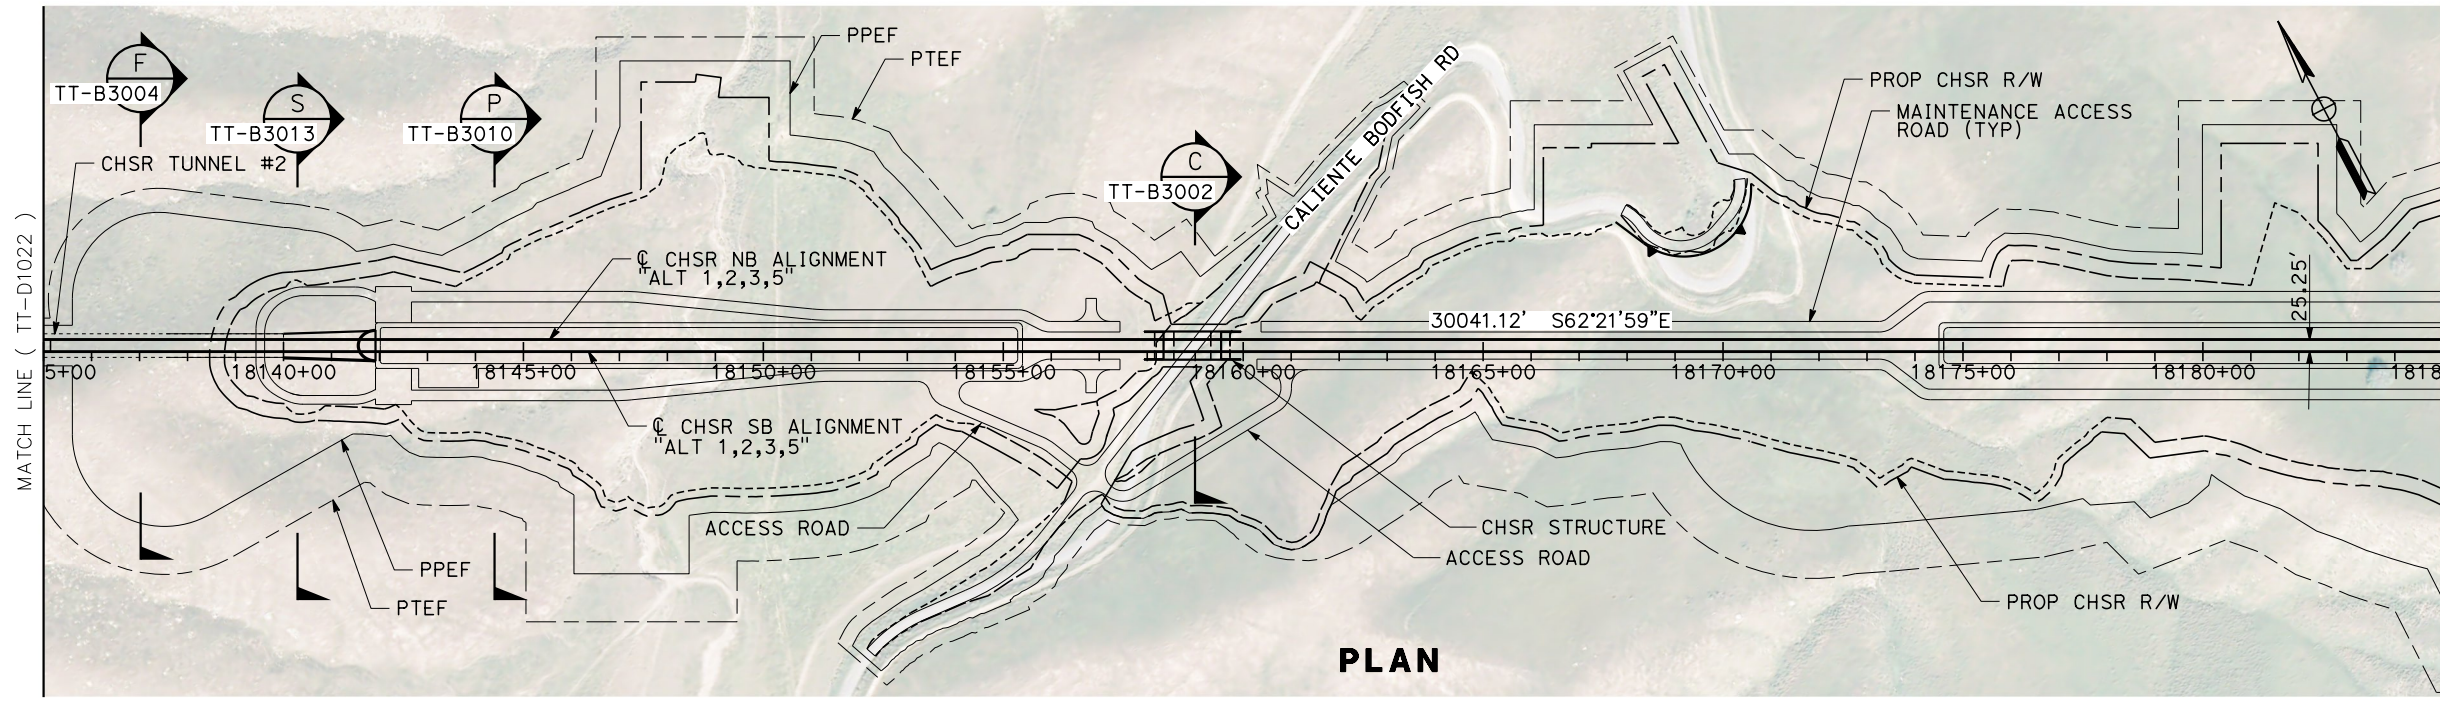 PPEF
PTEF
F
TT-B3004
S
TT-B3013
P
TT-B3010
CHSR TUNNEL #2
C
TT-B3002
CALIENTE BODFISH RD
PROP CHSR R/W
MAINTENANCE ACCESS
ROAD (TYP)
MATCH LINE ( TT-D1022 )
℄ CHSR NB ALIGNMENT
"ALT 1,2,3,5"
30041.12' S62°21'59"E
25.25'
5+00
18140+00
18145+00
18150+00
18155+00
18160+00
18165+00
18170+00
18175+00
18180+00
1818
℄ CHSR SB ALIGNMENT
"ALT 1,2,3,5"
ACCESS ROAD
CHSR STRUCTURE
ACCESS ROAD
PPEF
PTEF
PROP CHSR R/W
PLAN